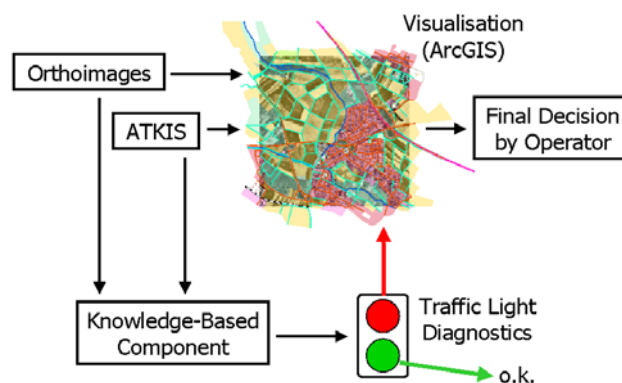 Visualisation
(ArcGIS)
Orthoimages
ATKIS
Final Decision
by Operator
Knowledge-Based
Component
Traffic Light
Diagnostics
o.k.